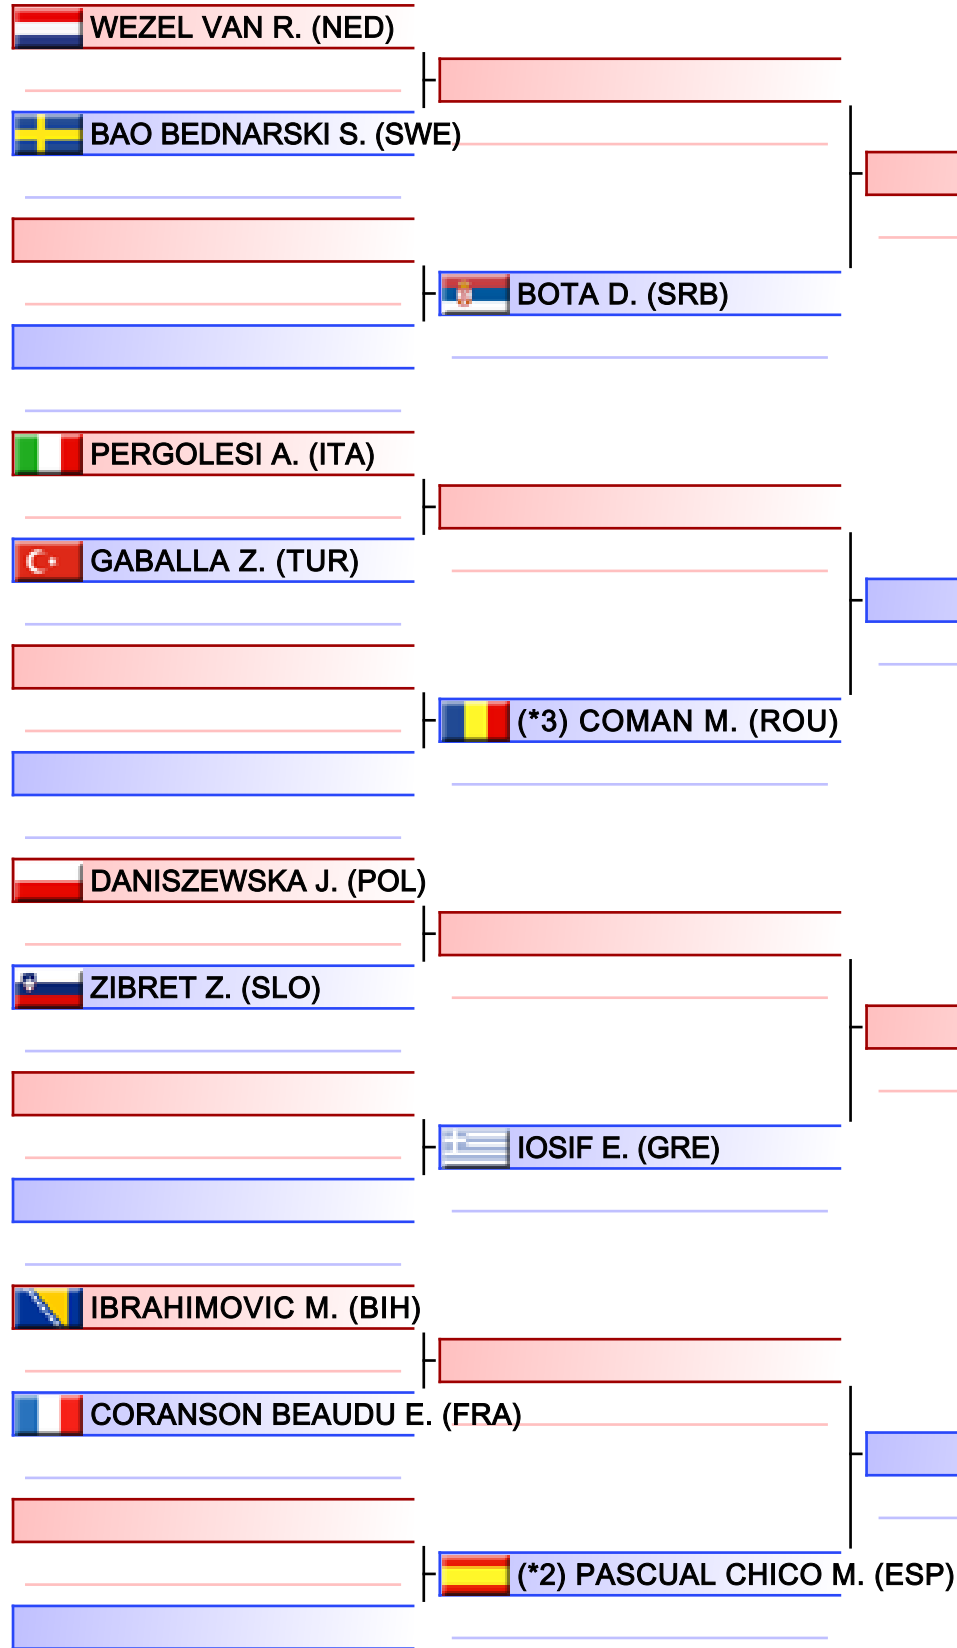 WEZEL VAN R. (NED)
BAO BEDNARSKI S. (SWE)
BOTA D. (SRB)
PERGOLESI A. (ITA)
GABALLA Z. (TUR)
(*3) COMAN M. (ROU)
DANISZEWSKA J. (POL)
ZIBRET Z. (SLO)
IOSIF E. (GRE)
IBRAHIMOVIC M. (BIH)
CORANSON BEAUDU E. (FRA)
(*2) PASCUAL CHICO M. (ESP)